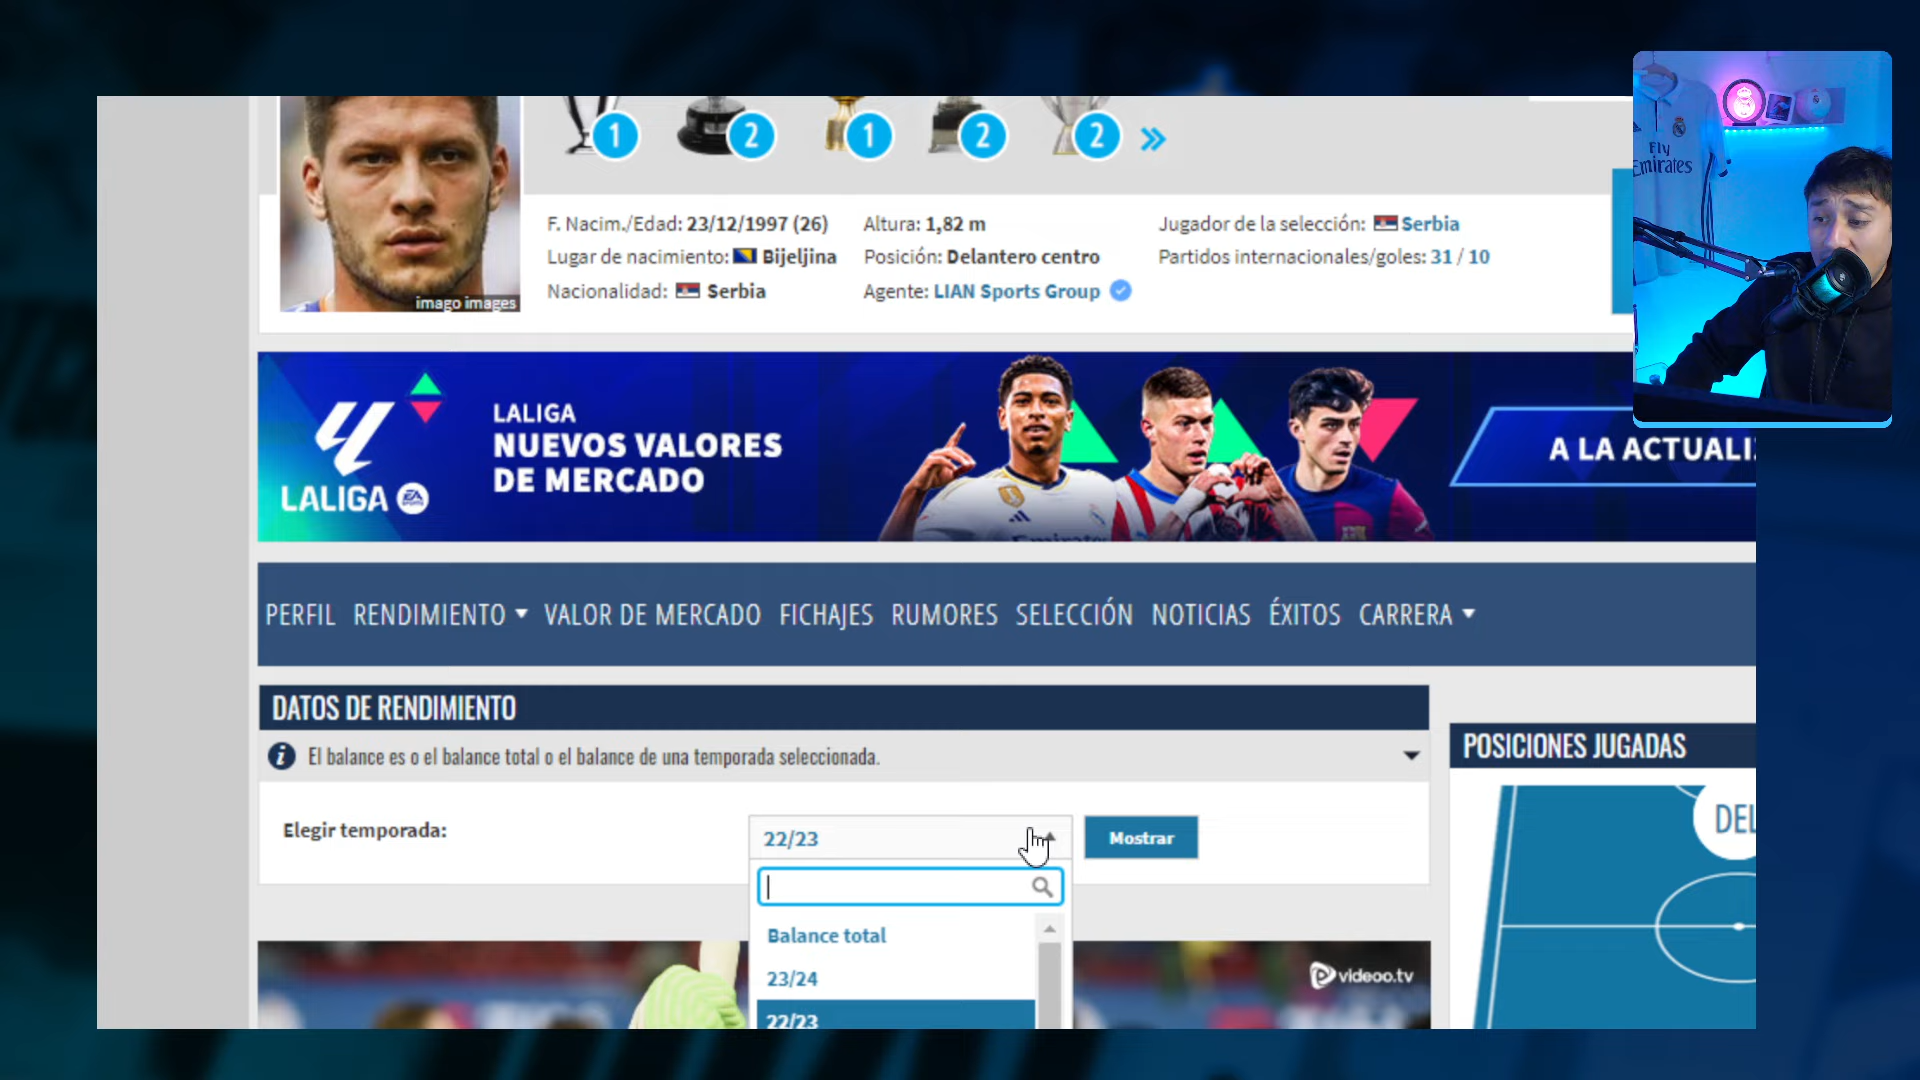 1
2
1
2
2
F. Nacim./Edad: 23/12/1997 (26)
Altura: 1,82 m
Jugador de la selección: Serbia
Lugar de nacimiento: Bijeljina
Posición: Delantero centro
Partidos internacionales/goles: 31 / 10
Nacionalidad: Serbia
Agente: LIAN Sports Group
imago images
Fly
Emirates
LALIGA
NUEVOS VALORES
DE MERCADO
LALIGA
EA
SPORTS
A LA ACTUALI
PERFIL RENDIMIENTO VALOR DE MERCADO FICHAJES RUMORES SELECCIÓN NOTICIAS ÉXITOS CARRERA
DATOS DE RENDIMIENTO
i El balance es o el balance total o el balance de una temporada seleccionada.
POSICIONES JUGADAS
DEL
Elegir temporada:
22/23
Mostrar
Balance total
23/24
22/23
videoo.tv